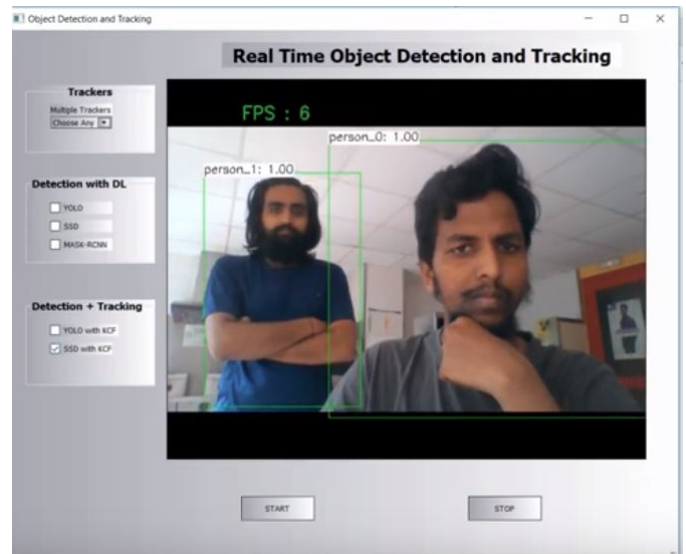 Object Detection and Tracking
Real Time Object Detection and Tracking
Trackers
Multiple Trackers
Choose Any
Detection with DL
YOLO
SSD
MASK-RCNN
Detection + Tracking
YOLO with KCF
SSD with KCF
FPS : 6
person_0: 1.00
person_1: 1.00
START
STOP